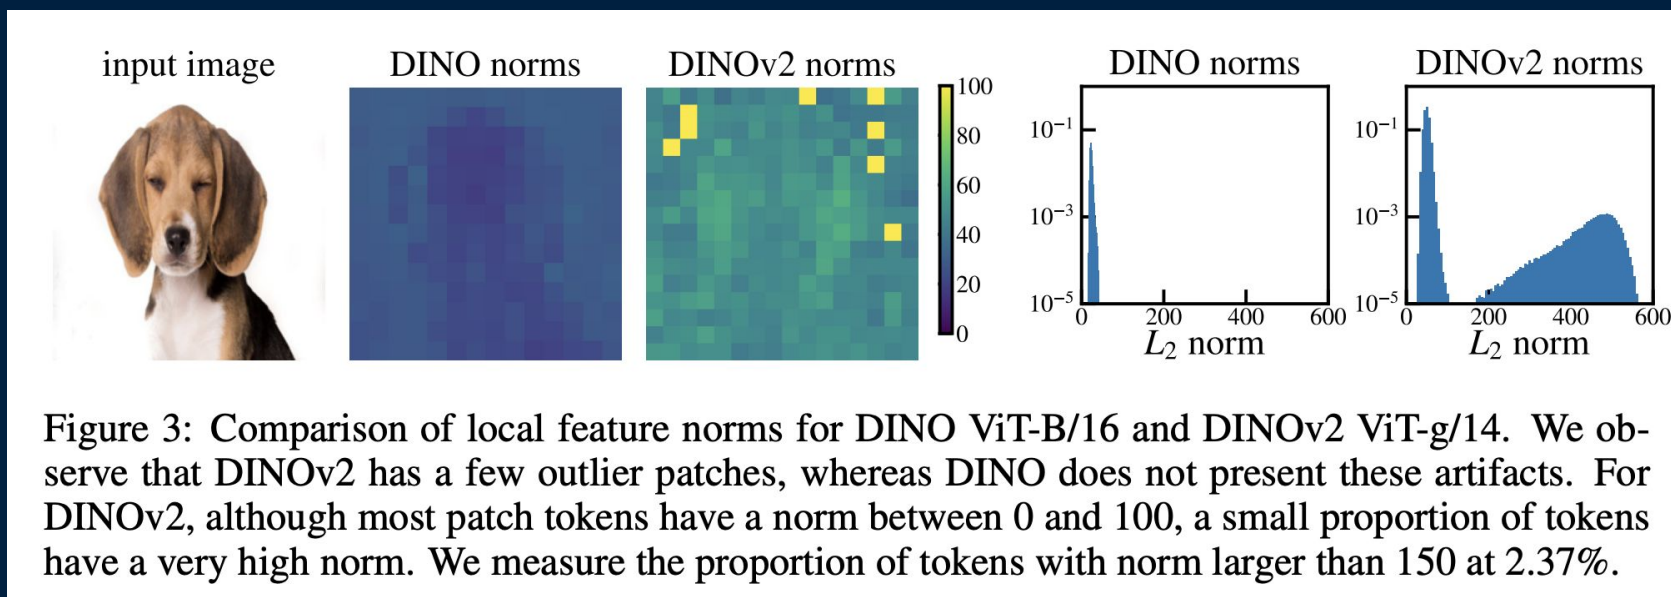 input image
DINO norms
DINOv2 norms
100
80
60
40
20
0
DINO norms
10⁻¹
10⁻³
10⁻⁵
0 200 400 600
L₂ norm
DINOv2 norms
10⁻¹
10⁻³
10⁻⁵
0 200 400 600
L₂ norm
Figure 3: Comparison of local feature norms for DINO ViT-B/16 and DINOv2 ViT-g/14. We ob-
serve that DINOv2 has a few outlier patches, whereas DINO does not present these artifacts. For
DINOv2, although most patch tokens have a norm between 0 and 100, a small proportion of tokens
have a very high norm. We measure the proportion of tokens with norm larger than 150 at 2.37%.